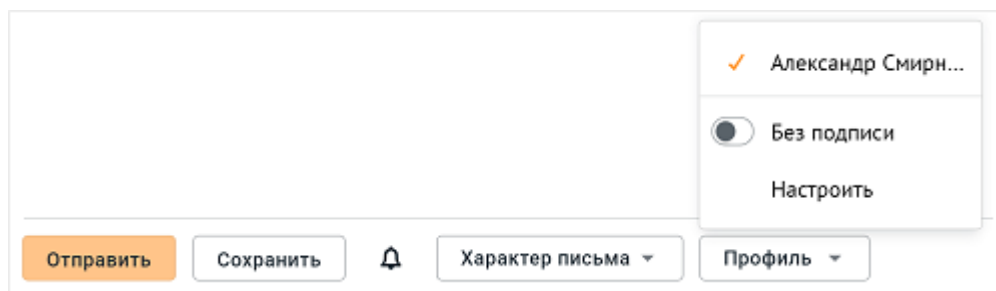 Александр Смирн...
Без подписи
Настроить
Отправить
Сохранить
Характер письма
Профиль